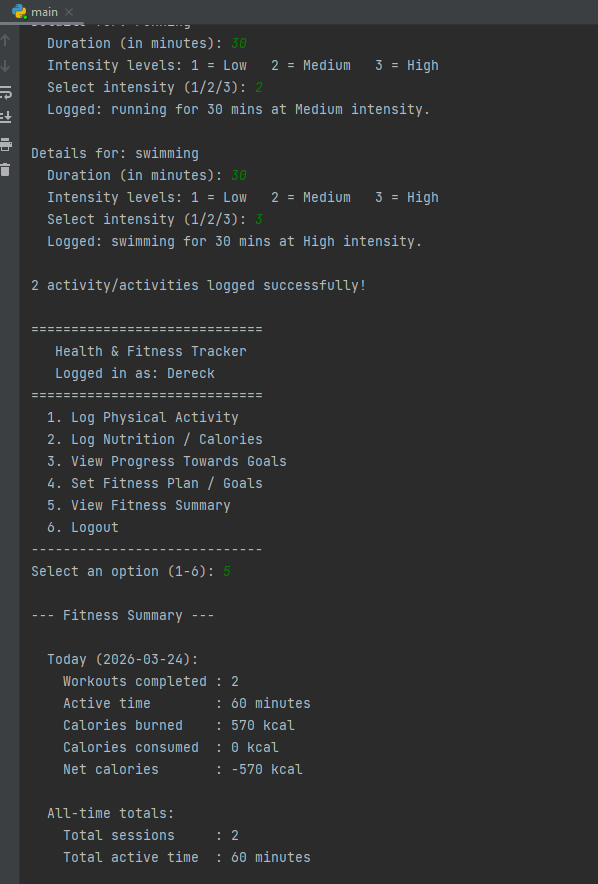 main
Details for: running
Duration (in minutes): 30
Intensity levels: 1 = Low   2 = Medium   3 = High
Select intensity (1/2/3): 2
Logged: running for 30 mins at Medium intensity.
Details for: swimming
Duration (in minutes): 30
Intensity levels: 1 = Low   2 = Medium   3 = High
Select intensity (1/2/3): 3
Logged: swimming for 30 mins at High intensity.
2 activity/activities logged successfully!
=============================
Health & Fitness Tracker
Logged in as: Dereck
=============================
1. Log Physical Activity
2. Log Nutrition / Calories
3. View Progress Towards Goals
4. Set Fitness Plan / Goals
5. View Fitness Summary
6. Logout
-----------------------------
Select an option (1-6): 5
--- Fitness Summary ---
Today (2026-03-24):
Workouts completed : 2
Active time        : 60 minutes
Calories burned    : 570 kcal
Calories consumed  : 0 kcal
Net calories       : -570 kcal
All-time totals:
Total sessions     : 2
Total active time  : 60 minutes